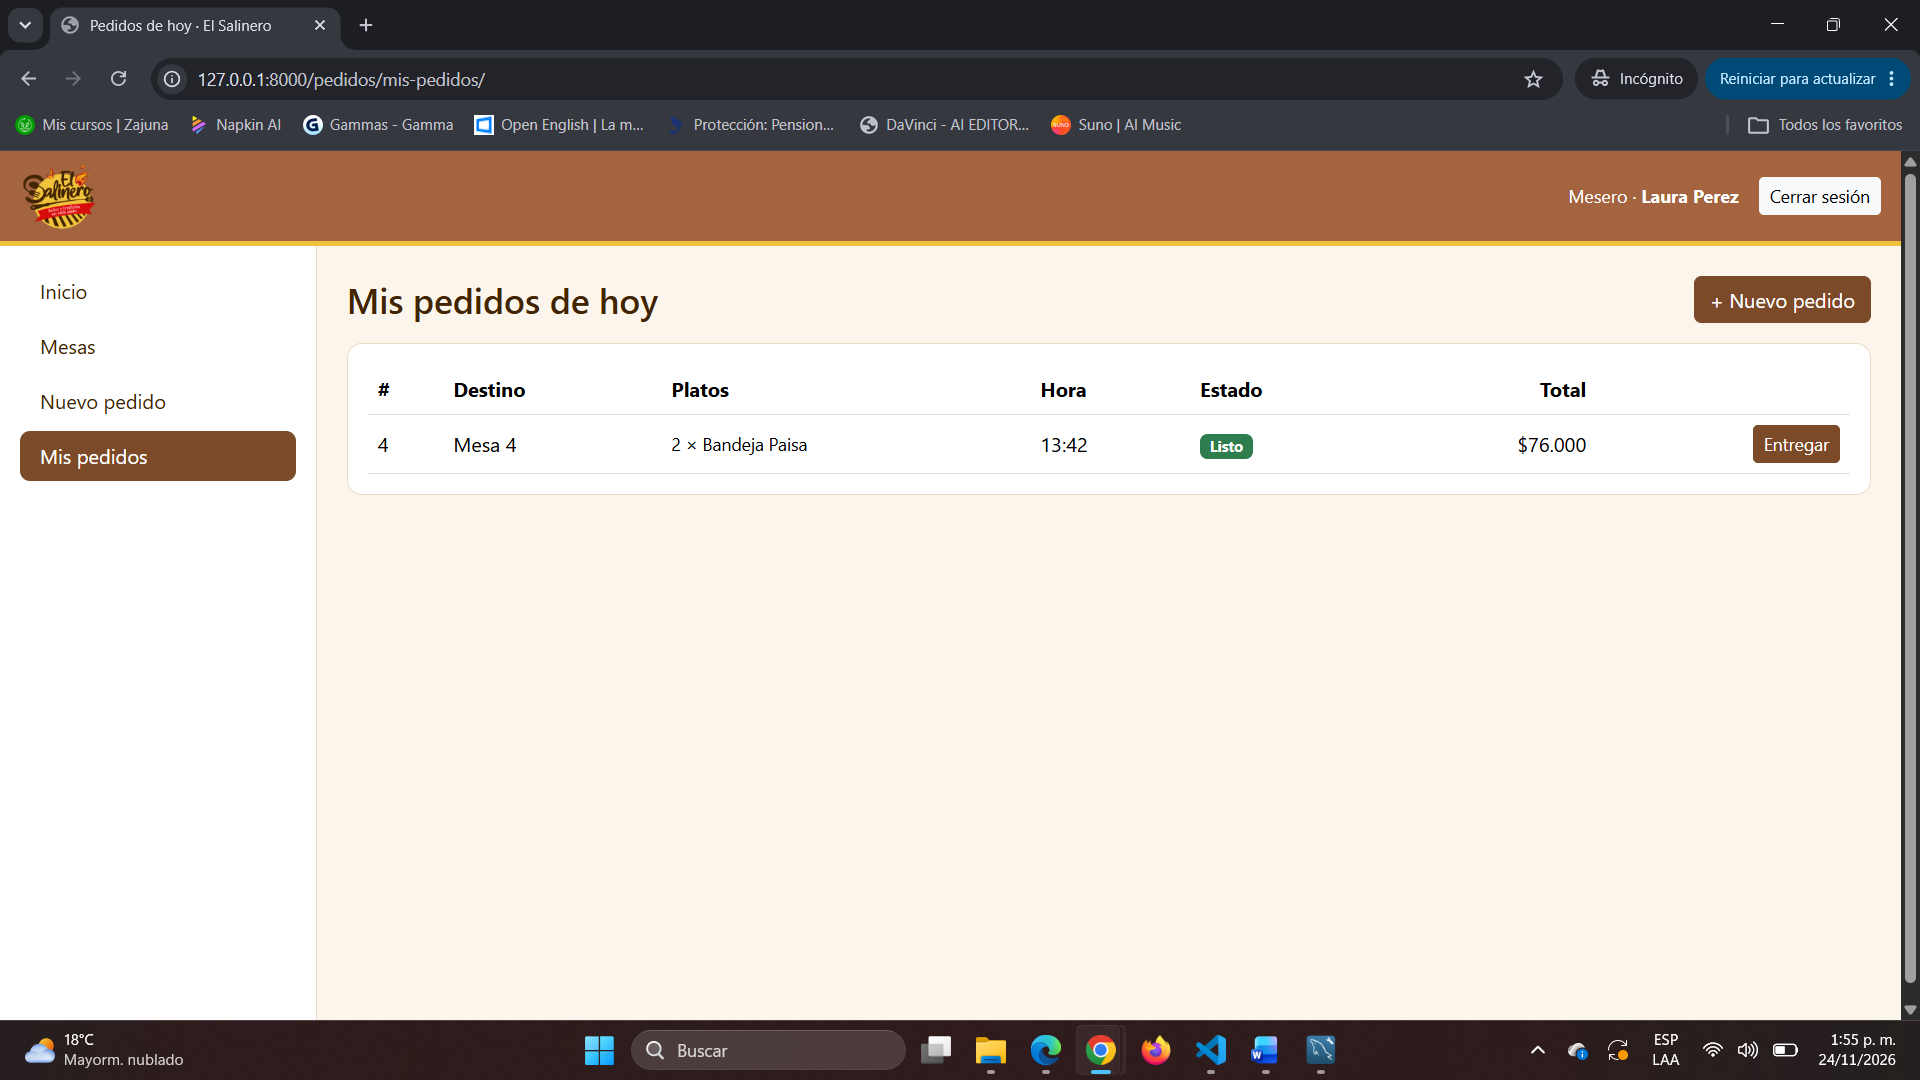 Pedidos de hoy · El Salinero
127.0.0.1:8000/pedidos/mis-pedidos/
Incógnito
Reiniciar para actualizar
Mis cursos | Zajuna
Napkin AI
Gammas - Gamma
Open English | La m...
Protección: Pension...
DaVinci - AI EDITOR...
Suno | AI Music
Todos los favoritos
El
Salinero
Mesero · Laura Perez
Cerrar sesión
Inicio
Mesas
Nuevo pedido
Mis pedidos
Mis pedidos de hoy
+ Nuevo pedido
# Destino Platos Hora Estado Total
4 Mesa 4 2 × Bandeja Paisa 13:42 Listo $76.000 Entregar
18°C
Mayorm. nublado
Buscar
ESP
LAA
1:55 p. m.
24/11/2026